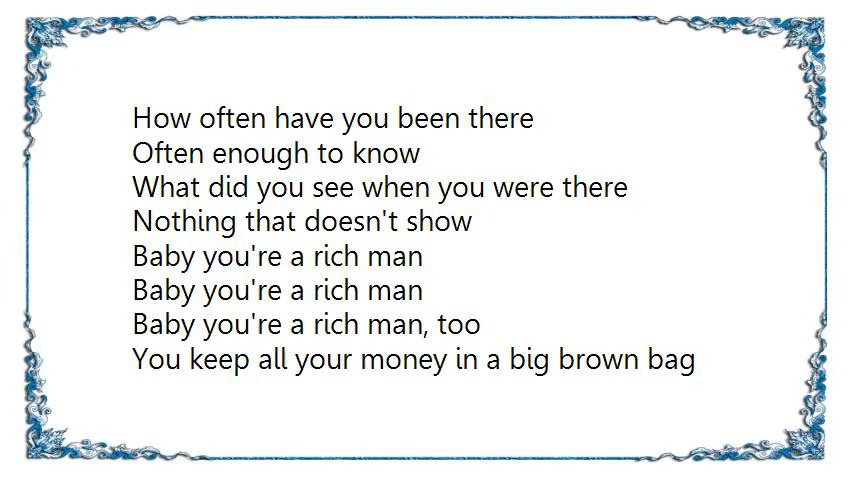 How often have you been there
Often enough to know
What did you see when you were there
Nothing that doesn't show
Baby you're a rich man
Baby you're a rich man
Baby you're a rich man, too
You keep all your money in a big brown bag